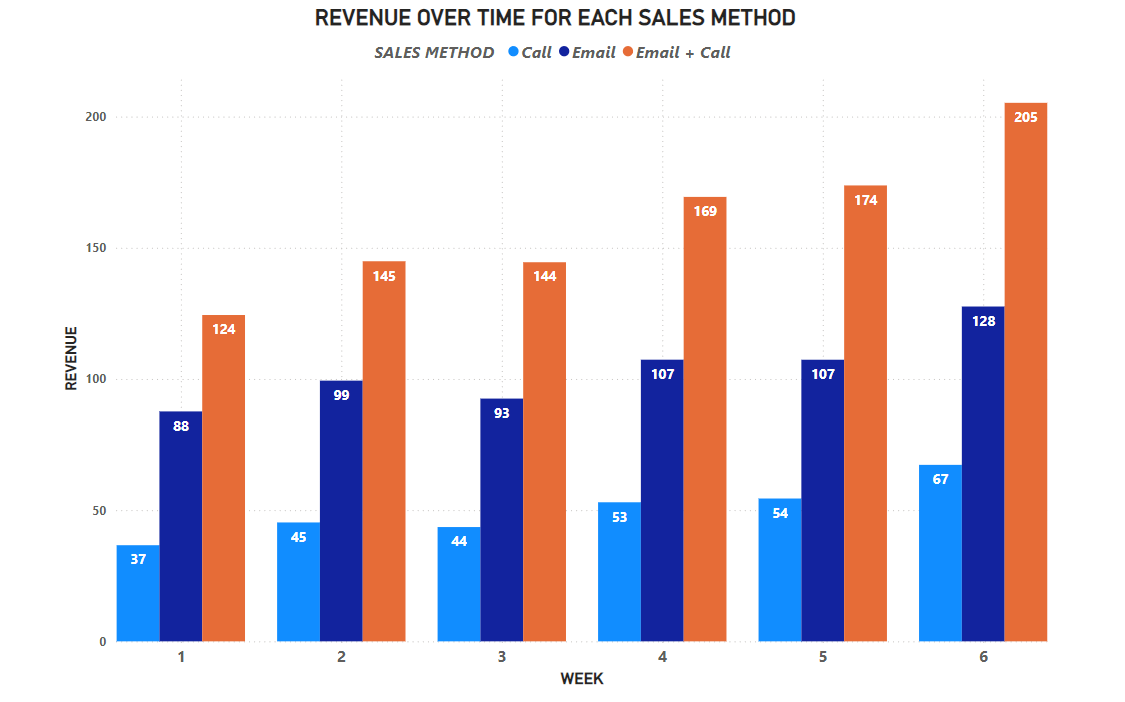 REVENUE OVER TIME FOR EACH SALES METHOD
SALES METHOD Call Email Email + Call
REVENUE
200
150
100
50
0
37 88 124
45 99 145
44 93 144
53 107 169
54 107 174
67 128 205
1 2 3 4 5 6
WEEK